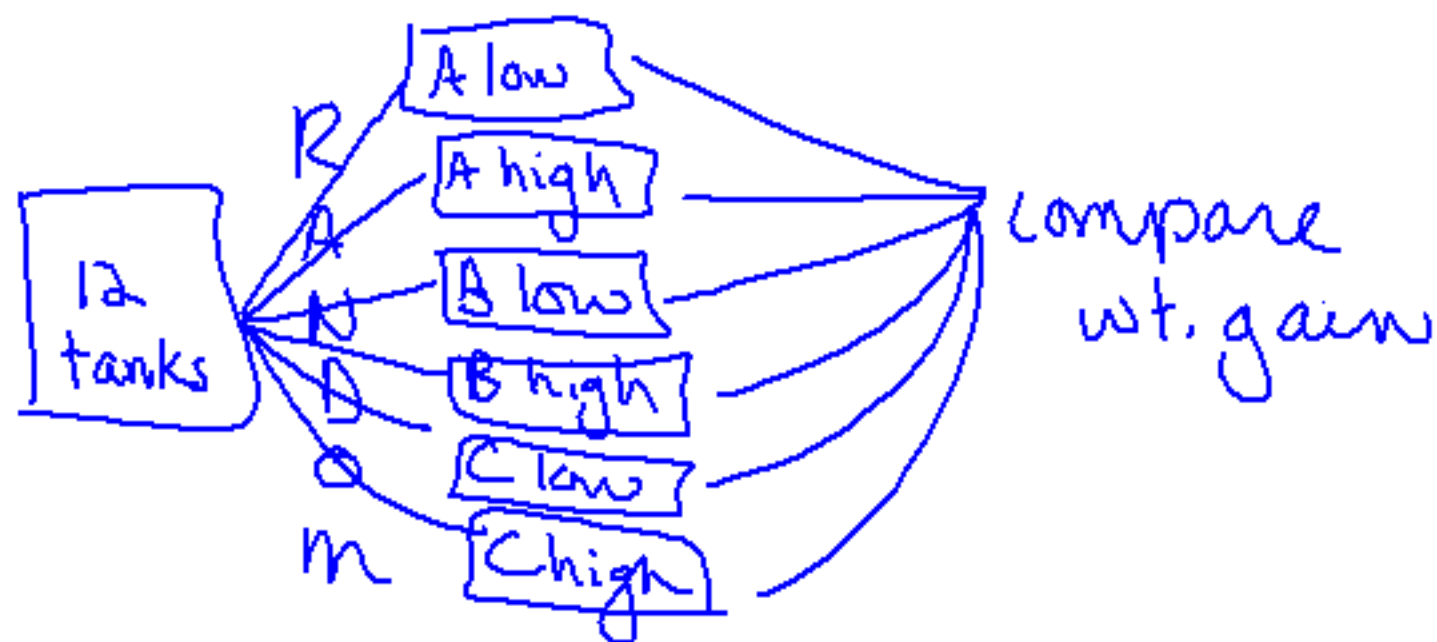 12
tanks
R
A
N
D
O
M
A low
A high
B low
B high
C low
C high
compare
wt. gain